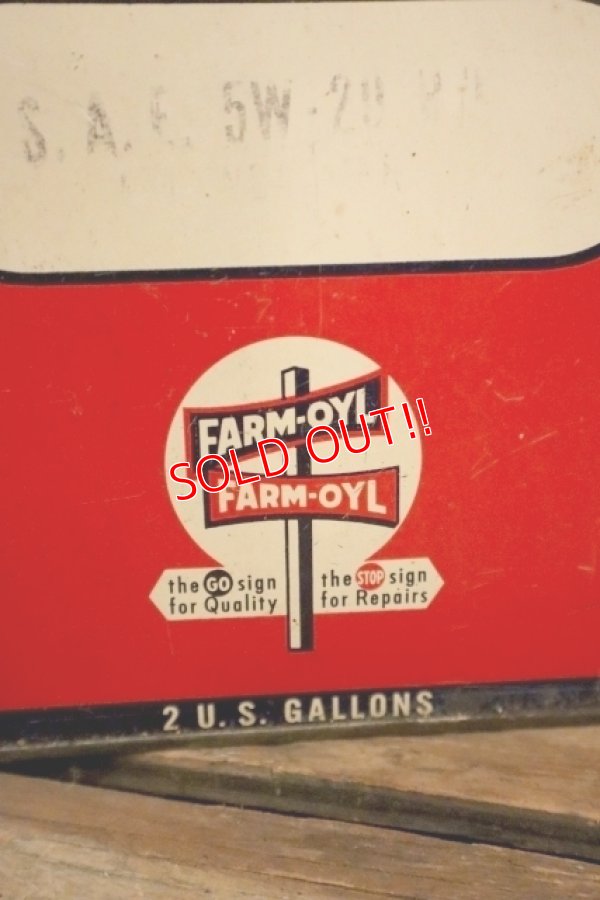 S. A. E. 5W-20
FARM-OYL
SOLD OUT!!
FARM-OYL
the GO sign
for Quality
the STOP sign
for Repairs
2 U.S. GALLONS